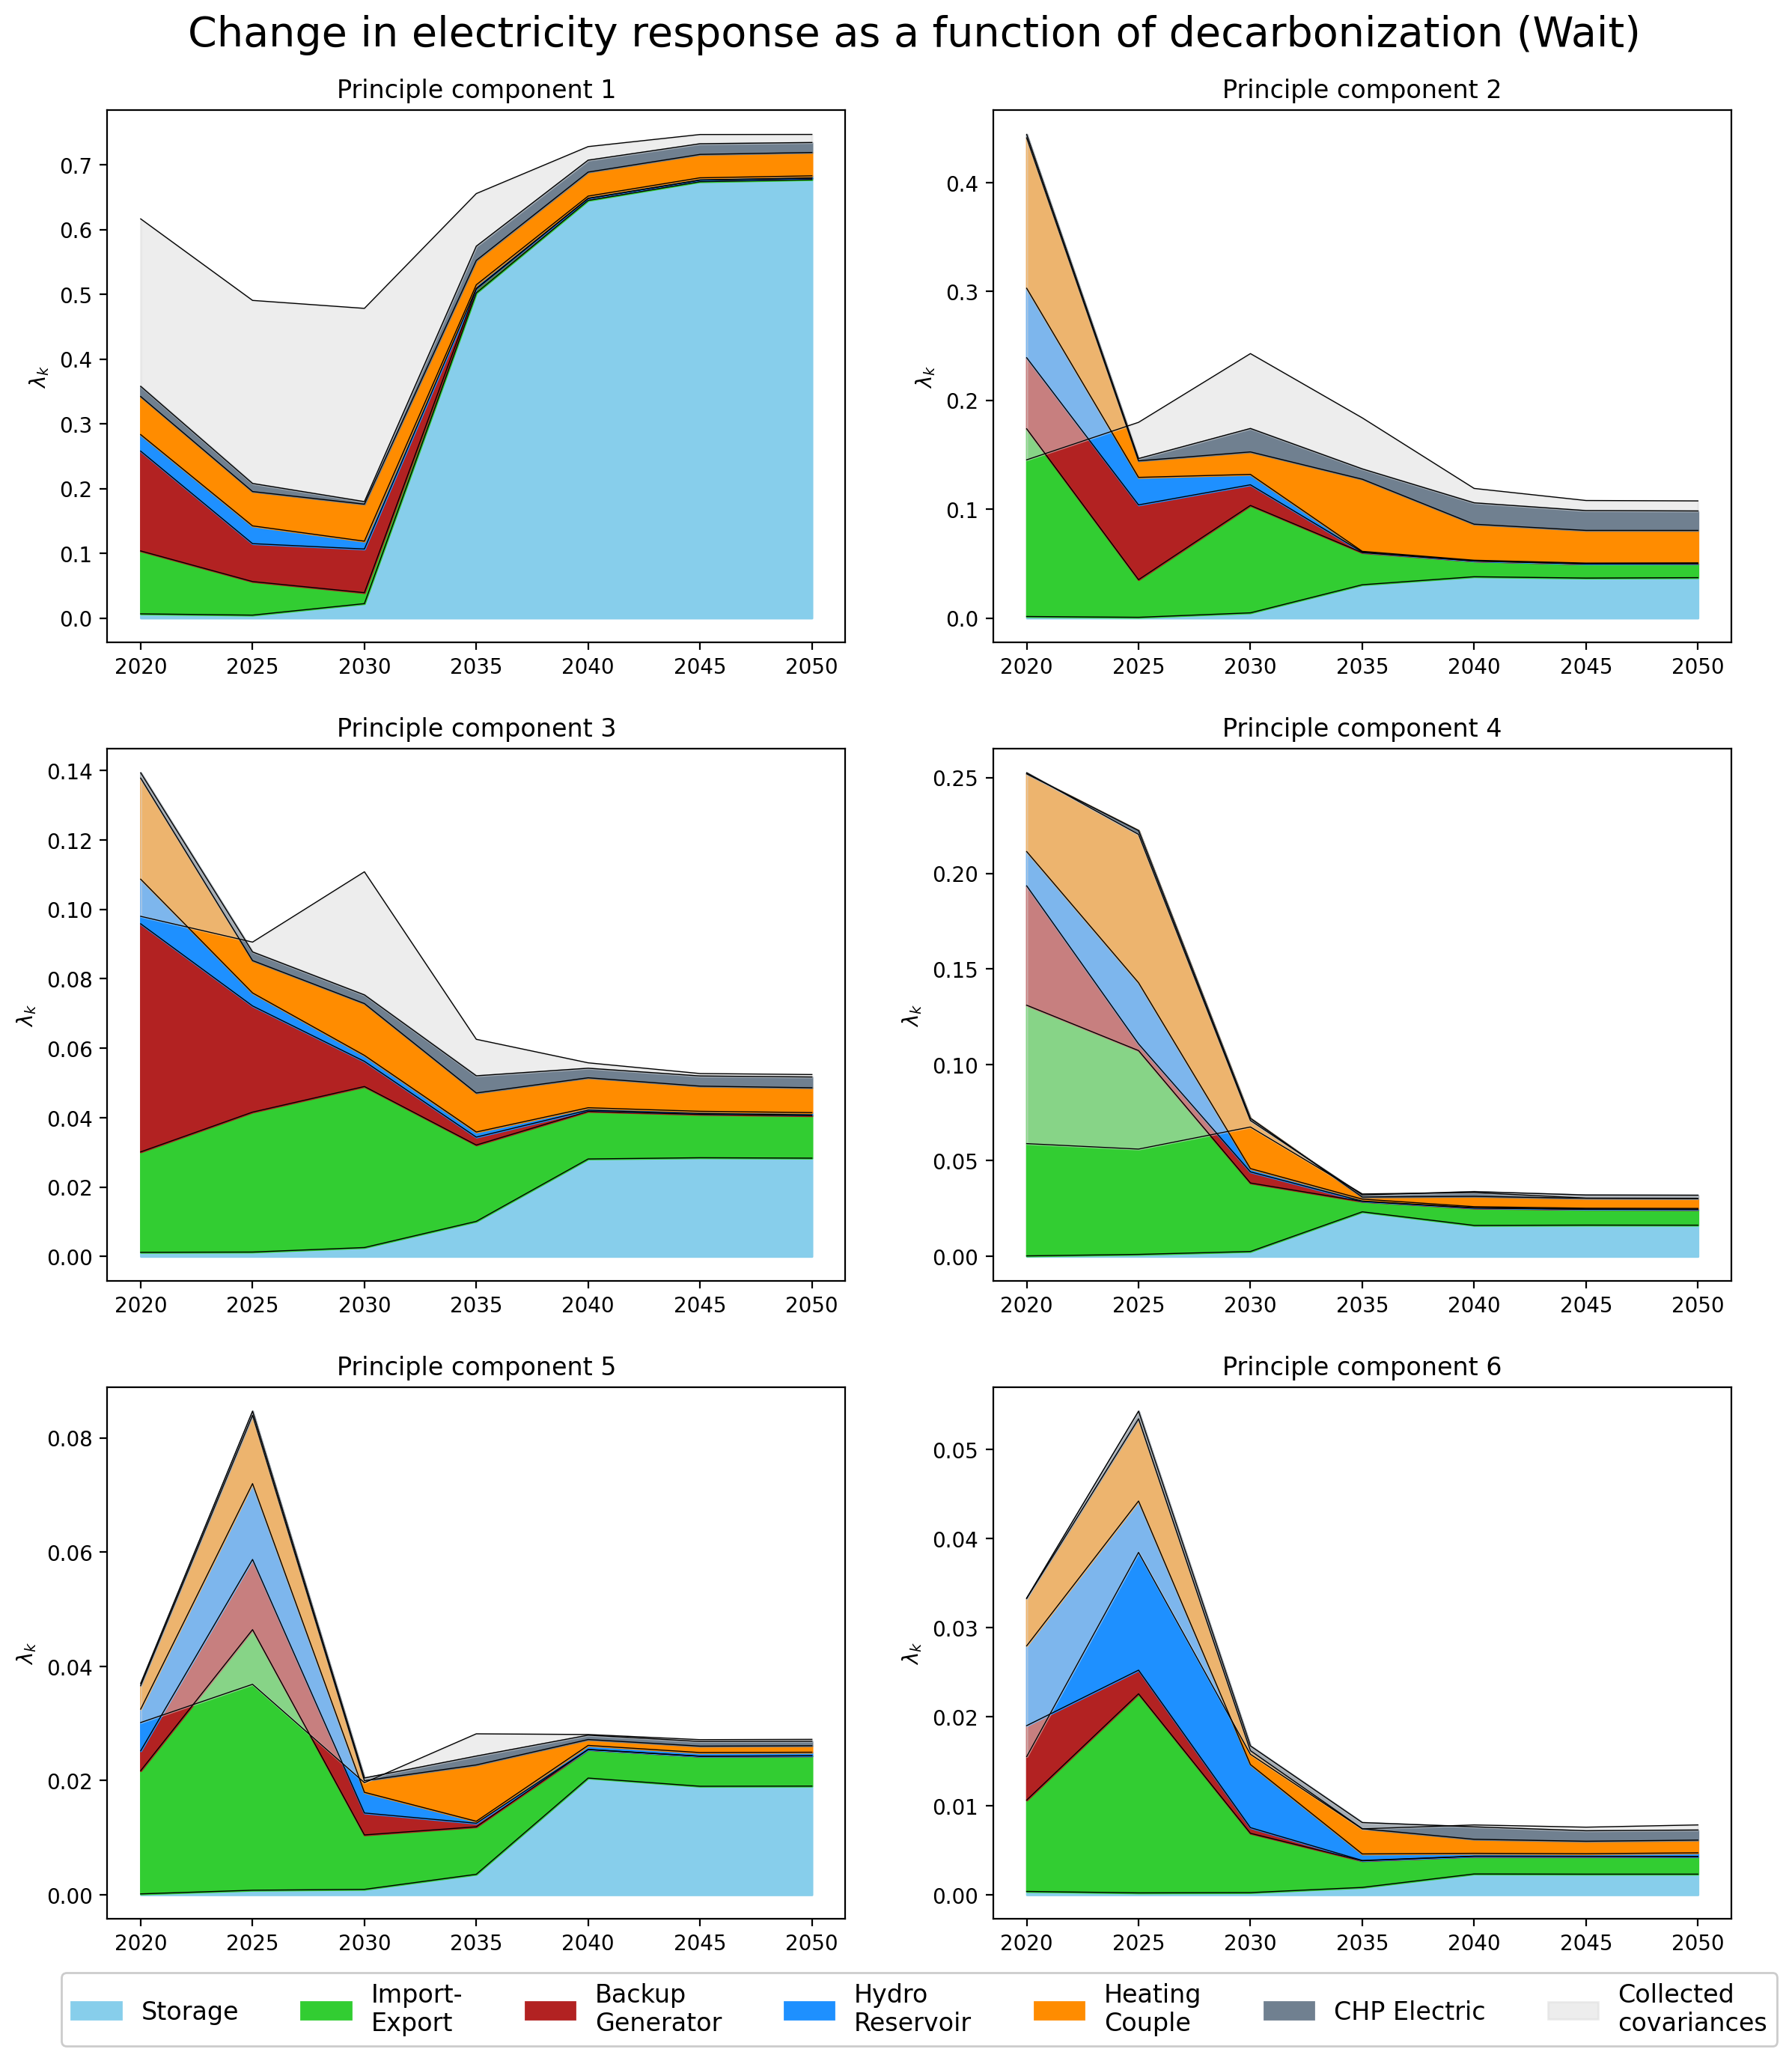 Change in electricity response as a function of decarbonization (Wait)
Principle component 1
λk
0.7
0.6
0.5
0.4
0.3
0.2
0.1
0.0
2020 2025 2030 2035 2040 2045 2050
Principle component 2
λk
0.4
0.3
0.2
0.1
0.0
2020 2025 2030 2035 2040 2045 2050
Principle component 3
λk
0.14
0.12
0.10
0.08
0.06
0.04
0.02
0.00
2020 2025 2030 2035 2040 2045 2050
Principle component 4
λk
0.25
0.20
0.15
0.10
0.05
0.00
2020 2025 2030 2035 2040 2045 2050
Principle component 5
λk
0.08
0.06
0.04
0.02
0.00
2020 2025 2030 2035 2040 2045 2050
Principle component 6
λk
0.05
0.04
0.03
0.02
0.01
0.00
2020 2025 2030 2035 2040 2045 2050
Storage
Import-
Export
Backup
Generator
Hydro
Reservoir
Heating
Couple
CHP Electric
Collected
covariances